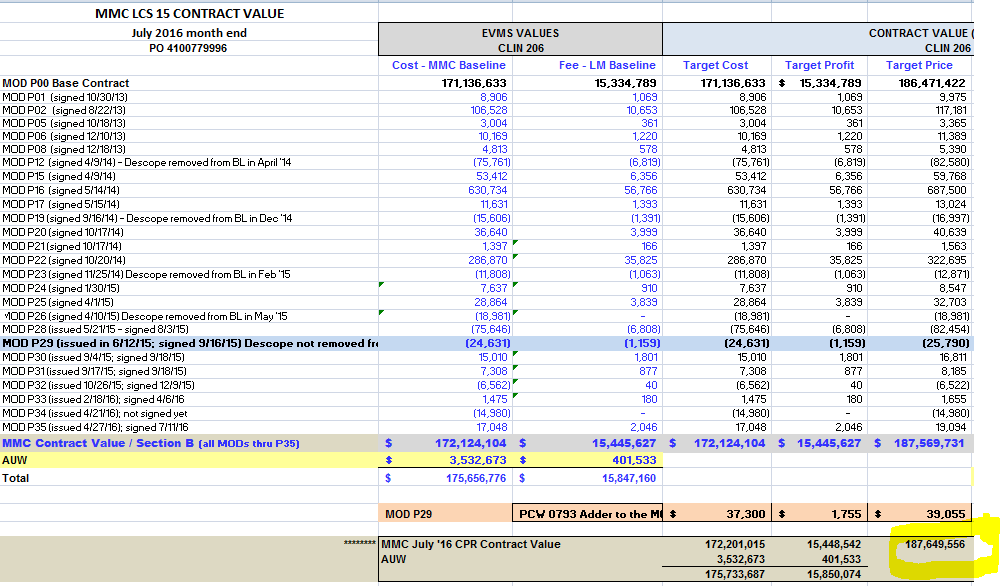 MMC LCS 15 CONTRACT VALUE
July 2016 month end EVMS VALUES CONTRACT VALUE (
PO 4100779996 CLIN 206 CLIN 206
Cost - MMC Baseline Fee - LM Baseline Target Cost Target Profit Target Price
MOD P00 Base Contract 171,136,633 15,334,789 171,136,633 $ 15,334,789 186,471,422
MOD P01 (signed 10/30/13) 8,906 1,069 8,906 1,069 9,975
MOD P02 (signed 8/22/13) 106,528 10,653 106,528 10,653 117,181
MOD P05 (signed 10/18/13) 3,004 361 3,004 361 3,365
MOD P06 (signed 12/10/13) 10,169 1,220 10,169 1,220 11,389
MOD P08 (signed 12/18/13) 4,813 578 4,813 578 5,390
MOD P12 (signed 4/9/14) - Descope removed from BL in April '14 (75,761) (6,819) (75,761) (6,819) (82,580)
MOD P15 (signed 4/9/14) 53,412 6,356 53,412 6,356 59,768
MOD P16 (signed 5/14/14) 630,734 56,766 630,734 56,766 687,500
MOD P17 (signed 5/15/14) 11,631 1,393 11,631 1,393 13,024
MOD P19 (signed 9/16/14) - Descope removed from BL in Dec '14 (15,606) (1,391) (15,606) (1,391) (16,997)
MOD P20 (signed 10/17/14) 36,640 3,999 36,640 3,999 40,639
MOD P21 (signed 10/17/14) 1,397 166 1,397 166 1,563
MOD P22 (signed 10/20/14) 286,870 35,825 286,870 35,825 322,695
MOD P23 (signed 11/25/14) Descope removed from BL in Feb '15 (11,808) (1,063) (11,808) (1,063) (12,871)
MOD P24 (signed 1/30/15) 7,637 910 7,637 910 8,547
MOD P25 (signed 4/1/15) 28,864 3,839 28,864 3,839 32,703
MOD P26 (signed 4/10/15) Descope removed from BL in May '15 (18,981) - (18,981) - (18,981)
MOD P28 (issued 5/21/15 - signed 8/3/15) (75,646) (6,808) (75,646) (6,808) (82,454)
MOD P29 (issued in 6/12/15; signed 9/16/15) Descope not removed fr (24,631) (1,159) (24,631) (1,159) (25,790)
MOD P30 (issued 9/4/15; signed 9/18/15) 15,010 1,801 15,010 1,801 16,811
MOD P31 (issued 9/17/15; signed 9/18/15) 7,308 877 7,308 877 8,185
MOD P32 (issued 10/26/15; signed 12/9/15) (6,562) 40 (6,562) 40 (6,522)
MOD P33 (issued 2/18/16); signed 4/6/16 1,475 180 1,475 180 1,655
MOD P34 (issued 4/21/16); not signed yet (14,980) - (14,980) - (14,980)
MOD P35 (issued 4/27/16); signed 7/11/16 17,048 2,046 17,048 2,046 19,094
MMC Contract Value / Section B (all MODs thru P35) $ 172,124,104 $ 15,445,627 $ 172,124,104 $ 15,445,627 $ 187,569,731
AUW $ 3,532,673 $ 401,533
Total $ 175,656,776 $ 15,847,160
MOD P29 PCW 0793 Adder to the M $ 37,300 $ 1,755 $ 39,055
******** MMC July '16 CPR Contract Value 172,201,015 15,448,542 187,649,556
AUW 3,532,673 401,533
175,733,687 15,850,074